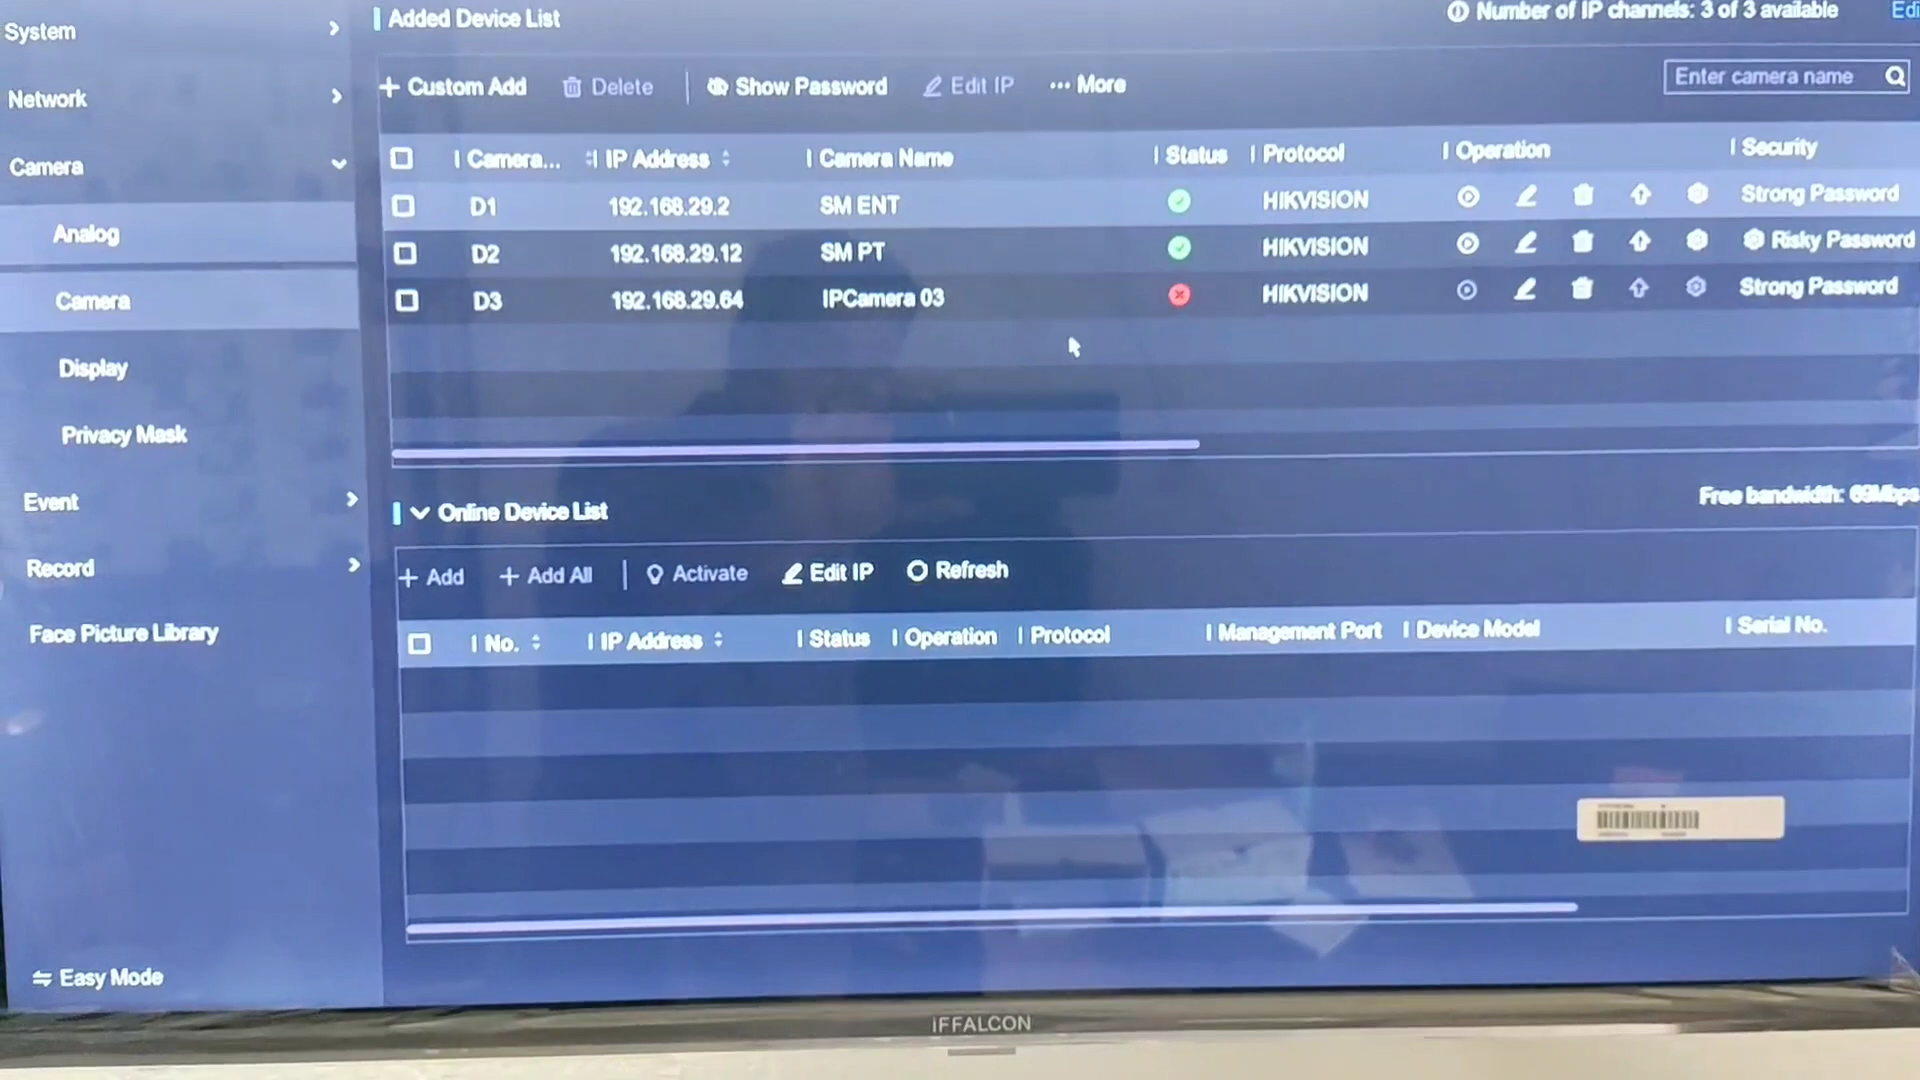 System
Network
Camera
Analog
Camera
Display
Privacy Mask
Event
Record
Face Picture Library
Easy Mode
Added Device List
Number of IP channels: 3 of 3 available
Edi
Custom Add Delete Show Password Edit IP ··· More
Enter camera name
Camera... IP Address Camera Name Status Protocol Operation Security
D1 192.168.29.2 SM ENT HIKVISION Strong Password
D2 192.168.29.12 SM PT HIKVISION Risky Password
D3 192.168.29.64 IPCamera 03 HIKVISION Strong Password
Free bandwidth: 69Mbps
Online Device List
Add Add All Activate Edit IP Refresh
No. IP Address Status Operation Protocol Management Port Device Model Serial No.
iFFALCON